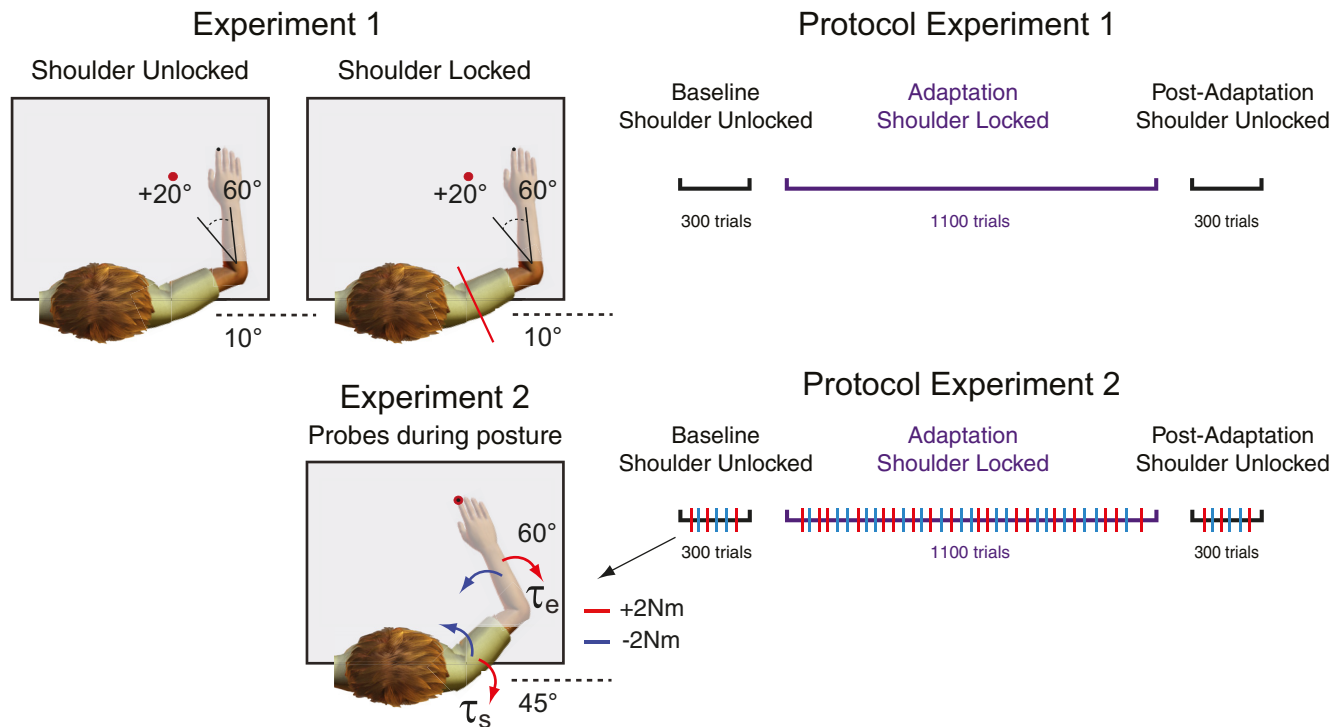 Experiment 1
Shoulder Unlocked
Shoulder Locked
+20°
60°
10°
+20°
60°
10°
Protocol Experiment 1
Baseline
Shoulder Unlocked
Adaptation
Shoulder Locked
Post-Adaptation
Shoulder Unlocked
300 trials
1100 trials
300 trials
Experiment 2
Probes during posture
60°
τe
τs
45°
+2Nm
-2Nm
Protocol Experiment 2
Baseline
Shoulder Unlocked
Adaptation
Shoulder Locked
Post-Adaptation
Shoulder Unlocked
300 trials
1100 trials
300 trials